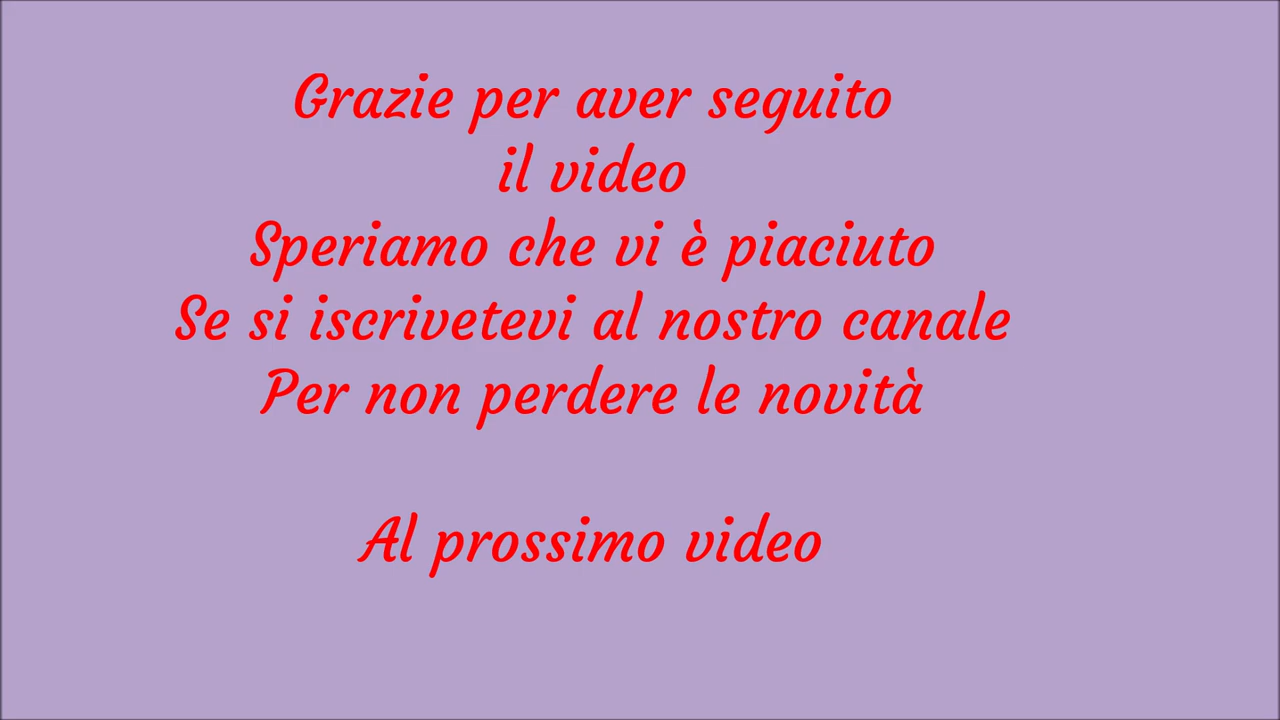 Grazie per aver seguito
il video
Speriamo che vi è piaciuto
Se si iscrivetevi al nostro canale
Per non perdere le novità
Al prossimo video